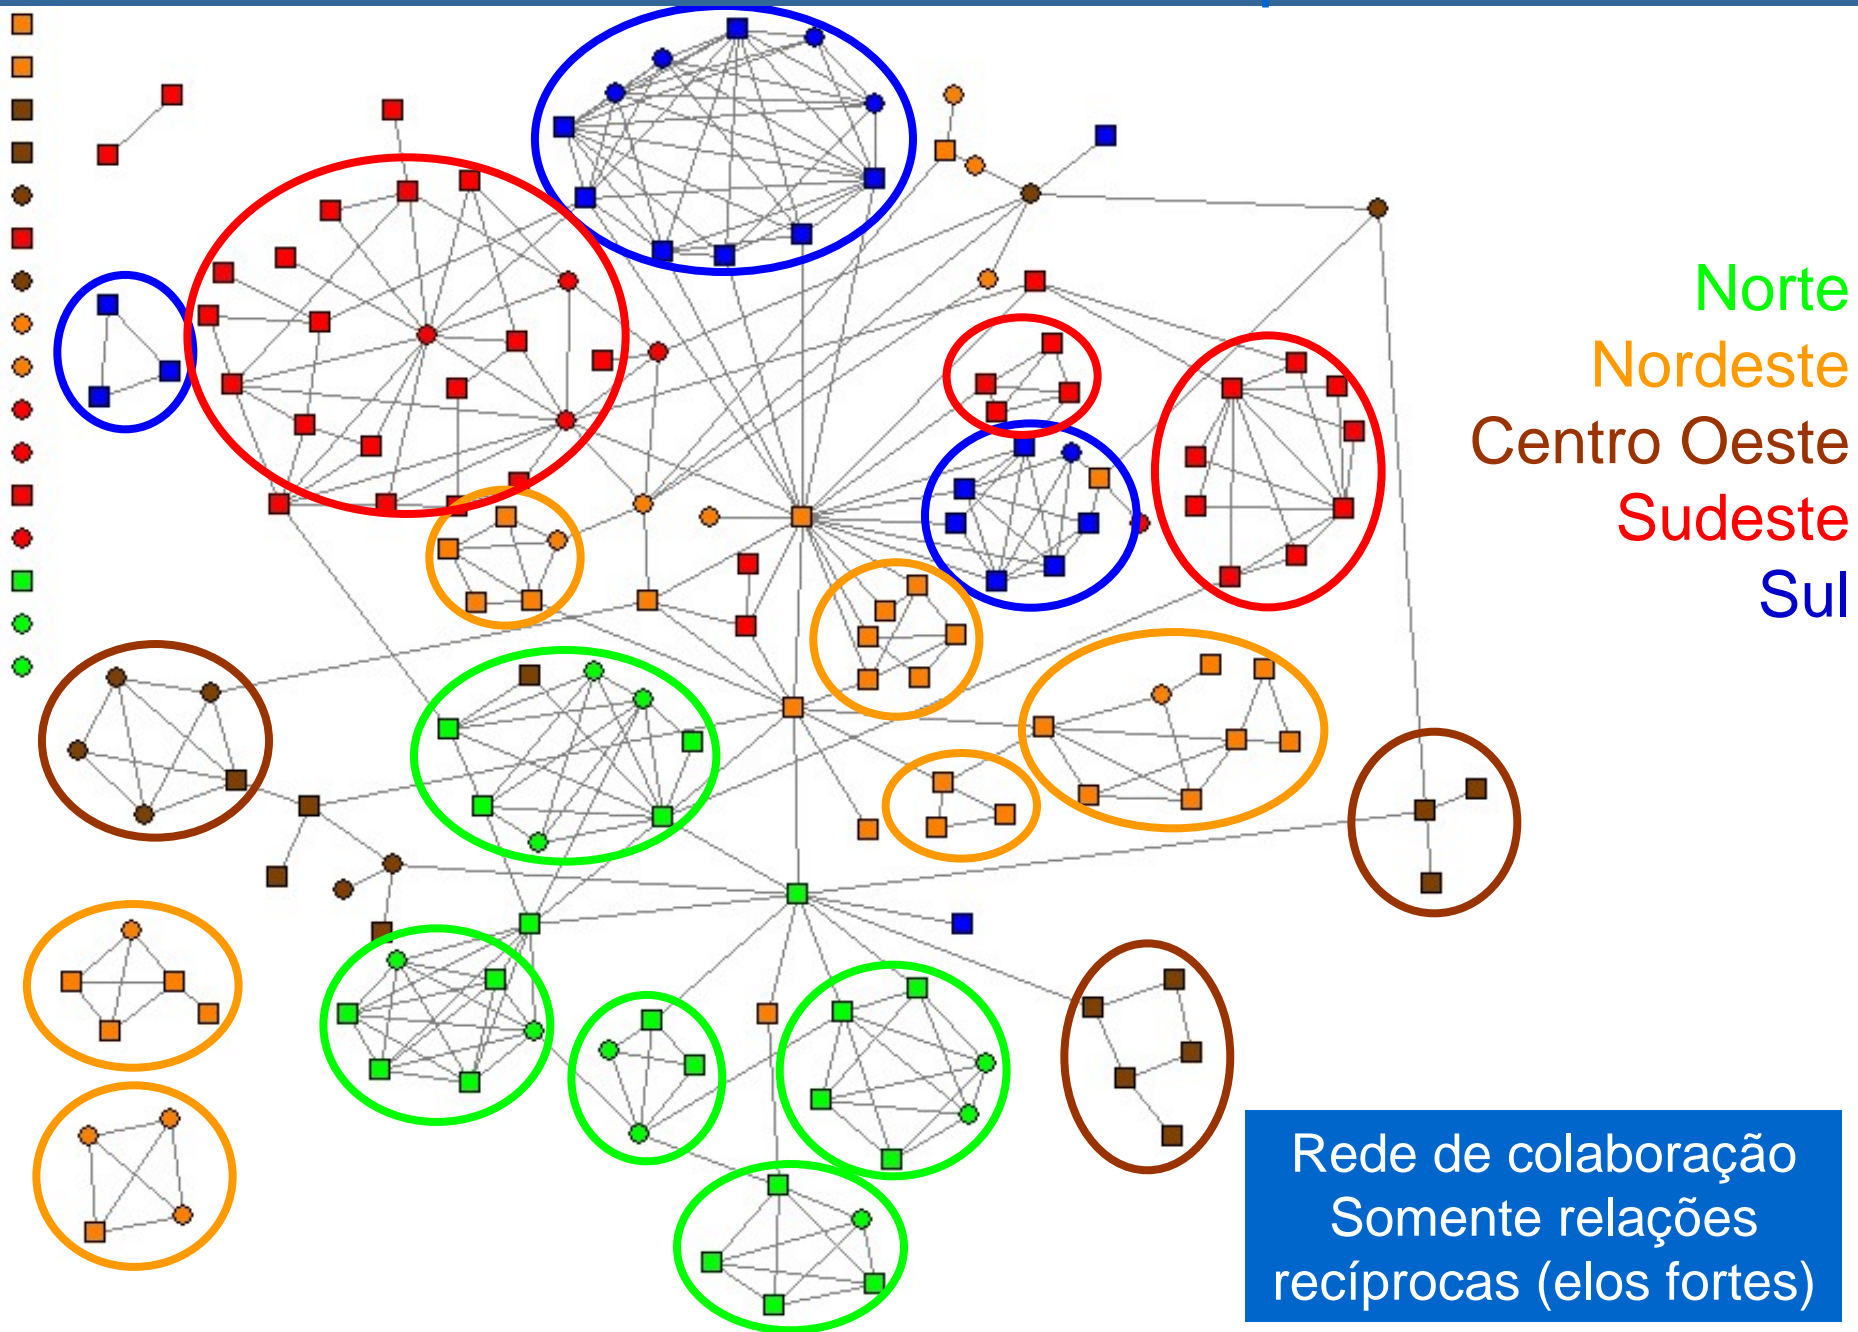 Norte
Nordeste
Centro Oeste
Sudeste
Sul
Rede de colaboração
Somente relações
recíprocas (elos fortes)